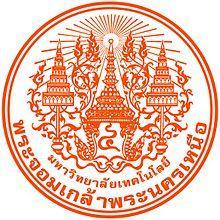 ๔
มหาวิทยาลัยเทคโนโลยี
พระจอมเกล้าพระนครเหนือ